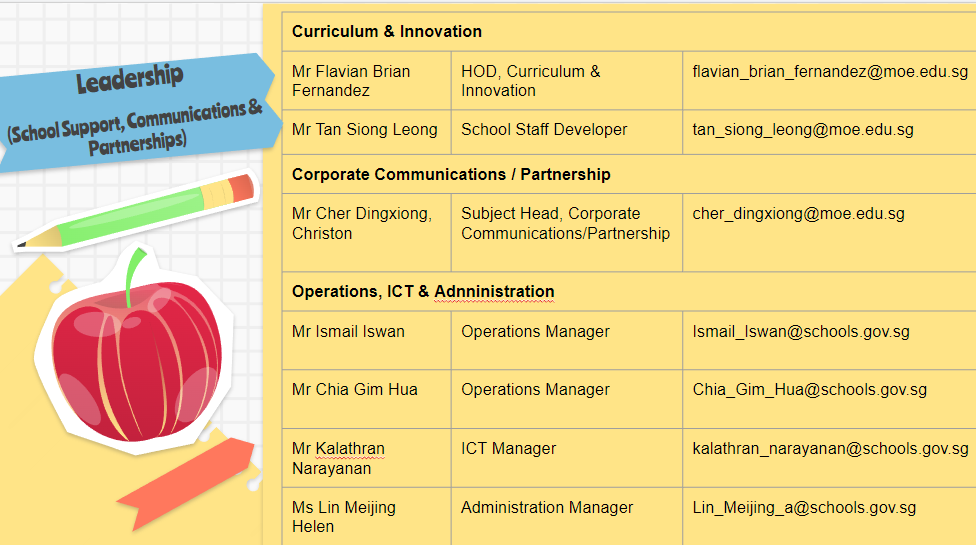 Leadership
(School Support, Communications &
Partnerships)
Curriculum & Innovation
Mr Flavian Brian
Fernandez
HOD, Curriculum &
Innovation
flavian_brian_fernandez@moe.edu.sg
Mr Tan Siong Leong
School Staff Developer
tan_siong_leong@moe.edu.sg
Corporate Communications / Partnership
Mr Cher Dingxiong,
Christon
Subject Head, Corporate
Communications/Partnership
cher_dingxiong@moe.edu.sg
Operations, ICT & Adnninistration
Mr Ismail Iswan
Operations Manager
Ismail_Iswan@schools.gov.sg
Mr Chia Gim Hua
Operations Manager
Chia_Gim_Hua@schools.gov.sg
Mr Kalathran
Narayanan
ICT Manager
kalathran_narayanan@schools.gov.sg
Ms Lin Meijing
Helen
Administration Manager
Lin_Meijing_a@schools.gov.sg